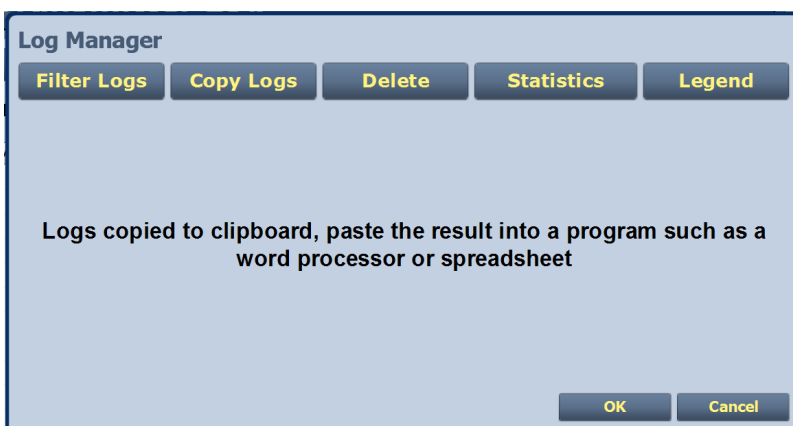 Log Manager
Filter Logs Copy Logs Delete Statistics Legend
Logs copied to clipboard, paste the result into a program such as a
word processor or spreadsheet
OK Cancel